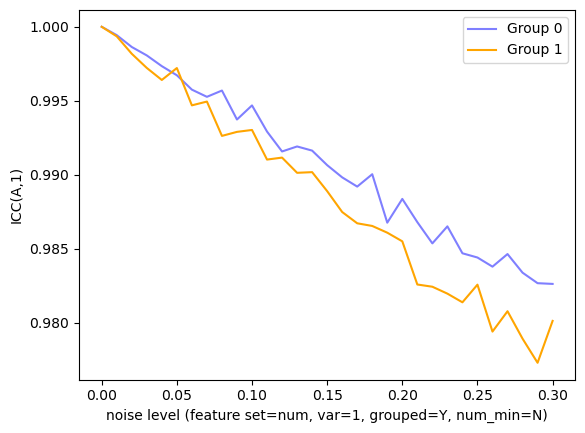 1.000
0.995
0.990
0.985
0.980
ICC(A,1)
Group 0
Group 1
0.00 0.05 0.10 0.15 0.20 0.25 0.30
noise level (feature set=num, var=1, grouped=Y, num_min=N)